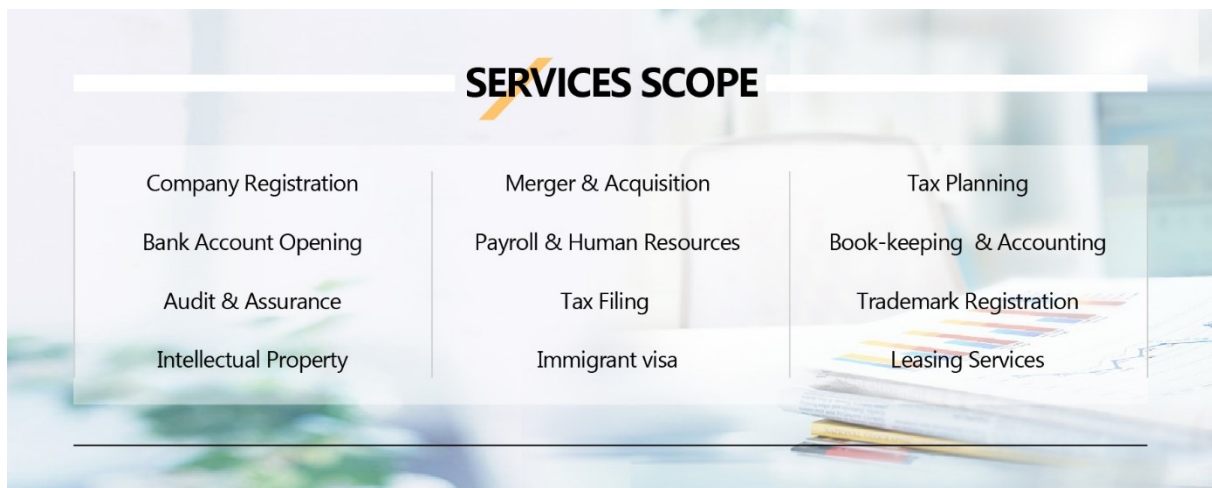 SERVICES SCOPE
Company Registration
Merger & Acquisition
Tax Planning
Bank Account Opening
Payroll & Human Resources
Book-keeping & Accounting
Audit & Assurance
Tax Filing
Trademark Registration
Intellectual Property
Immigrant visa
Leasing Services